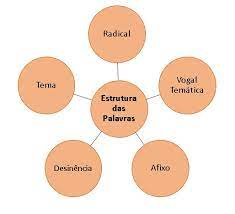 Radical
Tema
Vogal
Temática
Estrutura
das
Palavras
Desinência
Afixo